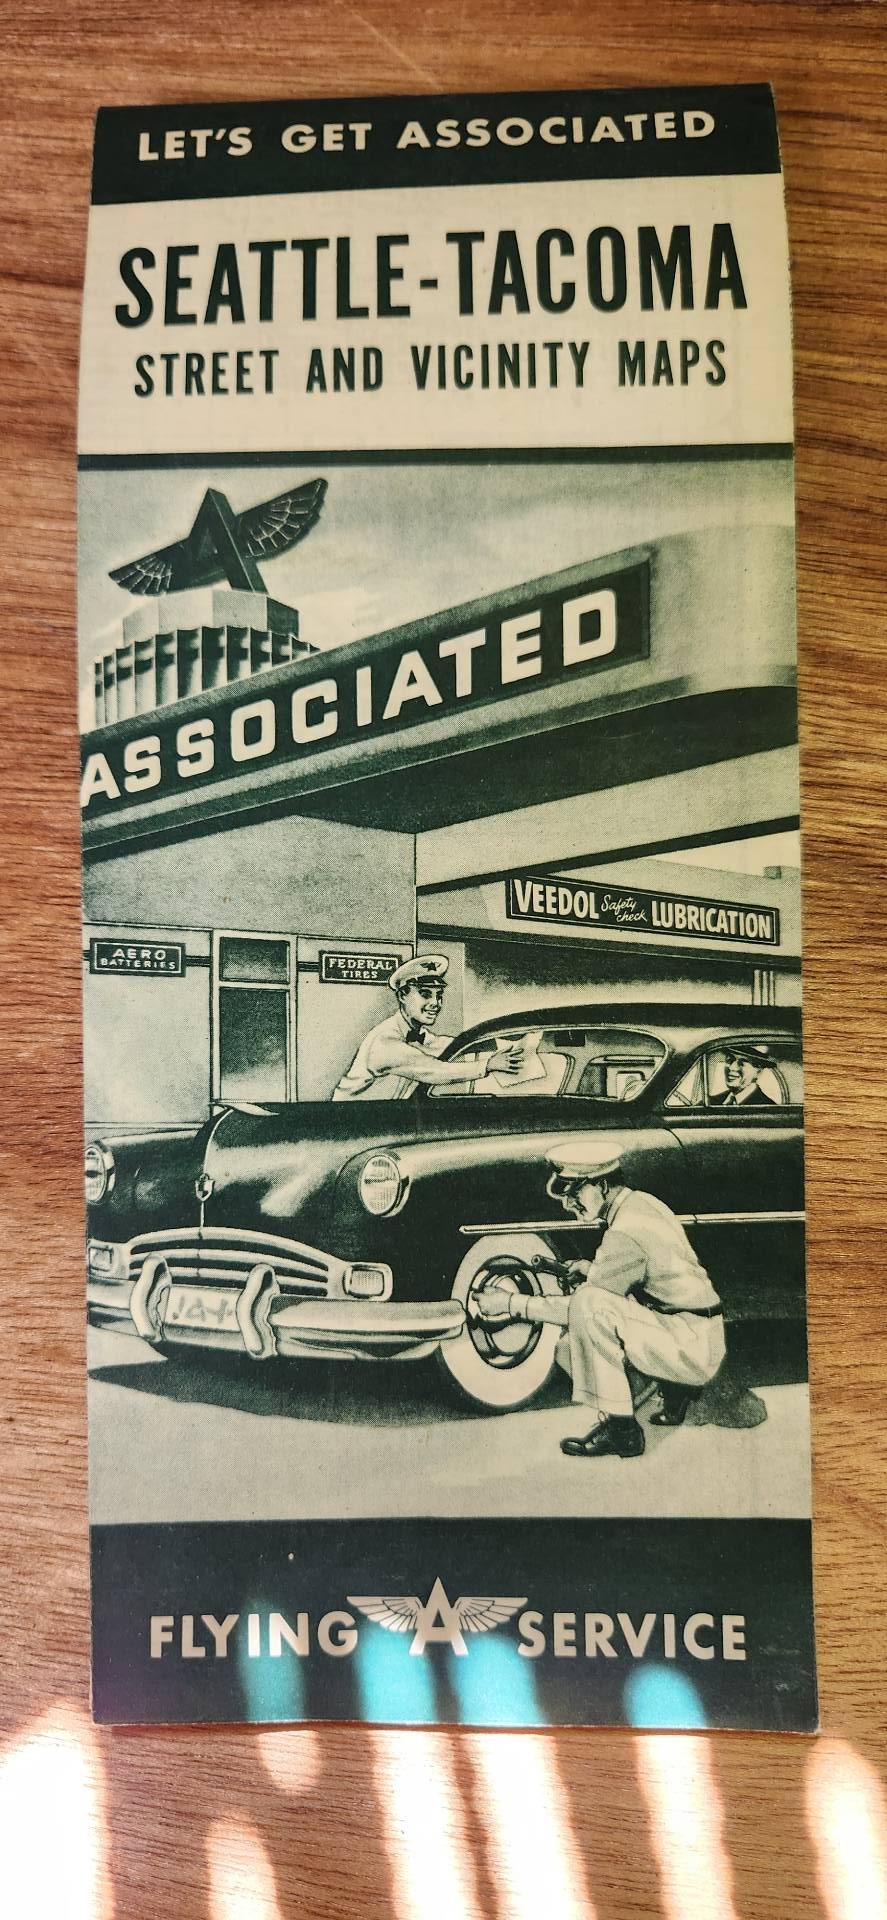 LET'S GET ASSOCIATED
SEATTLE-TACOMA
STREET AND VICINITY MAPS
ASSOCIATED
VEEDOL Safety check LUBRICATION
AERO
BATTERIES
FEDERAL
TIRES
FLYING A SERVICE